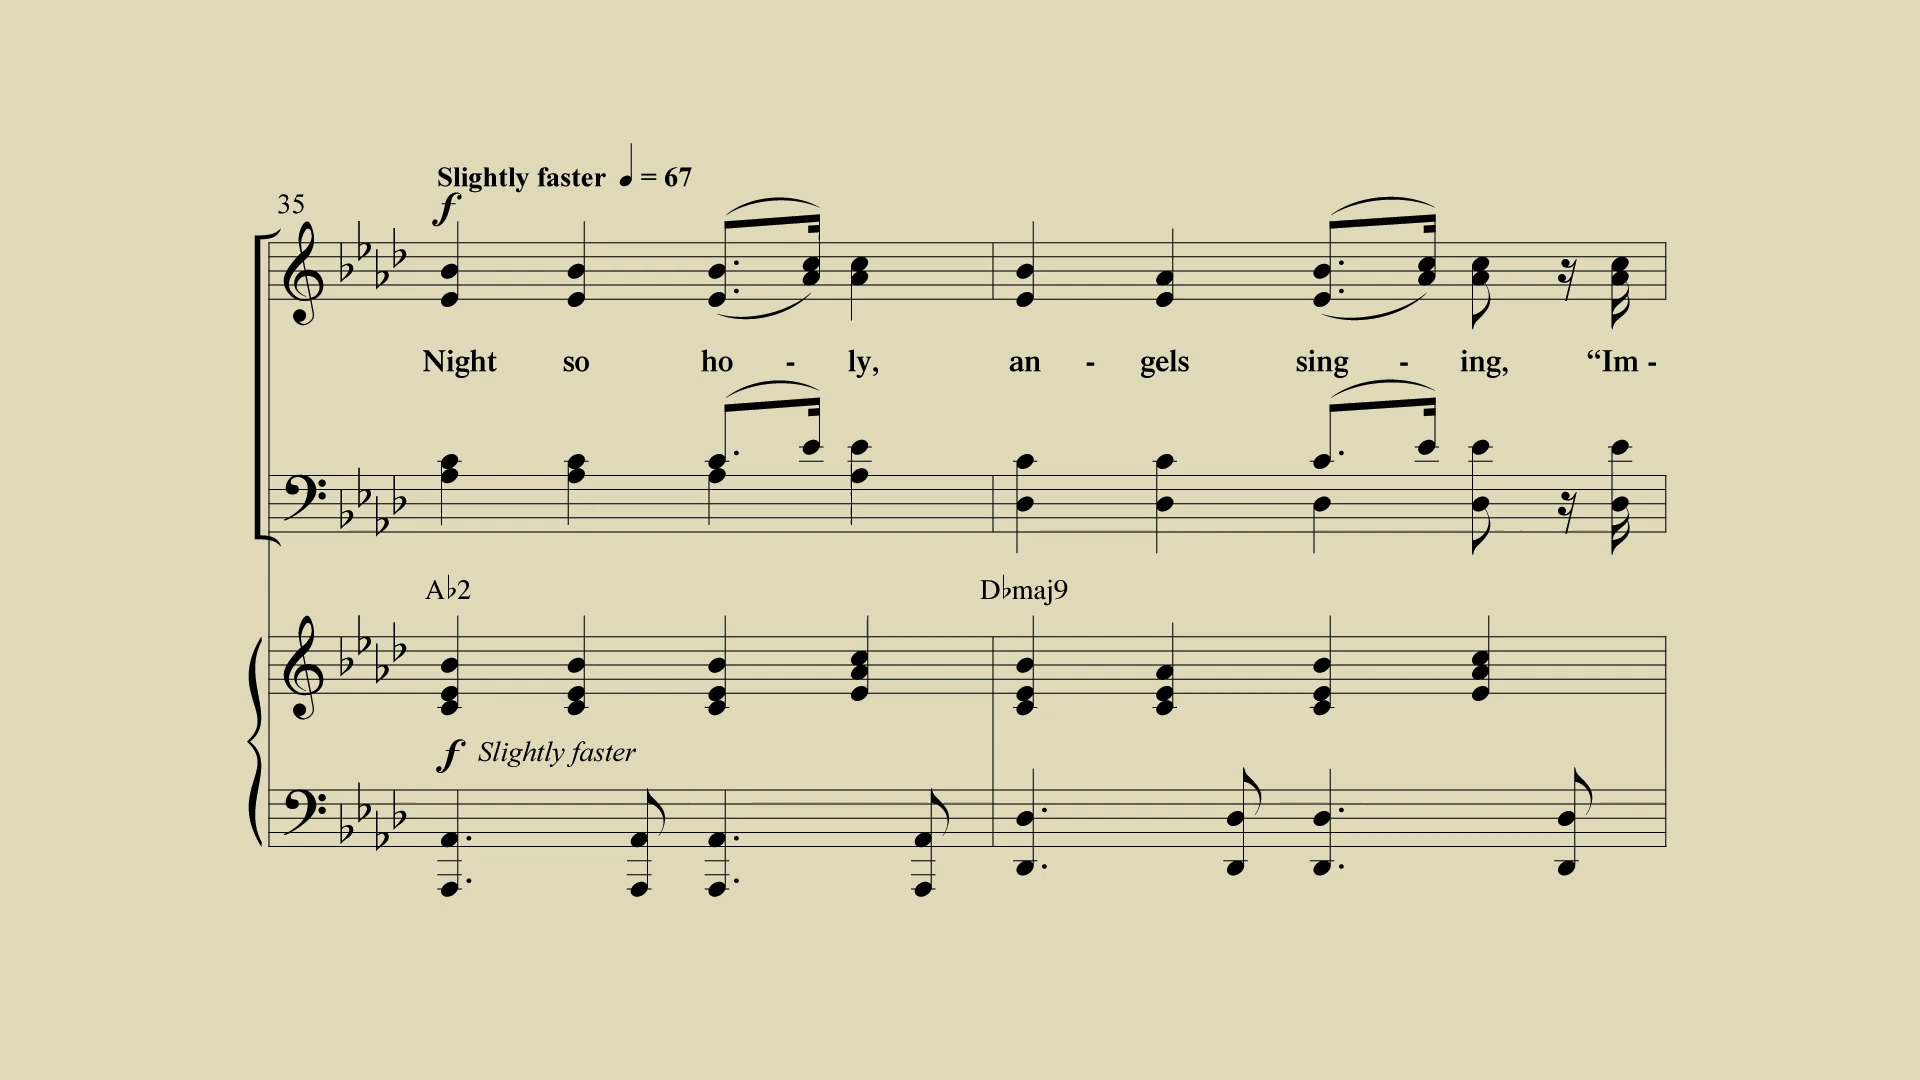 Slightly faster ♩ = 67
35
f
Night so ho - ly, an - gels sing - ing, “Im -
A♭2 D♭maj9
f Slightly faster